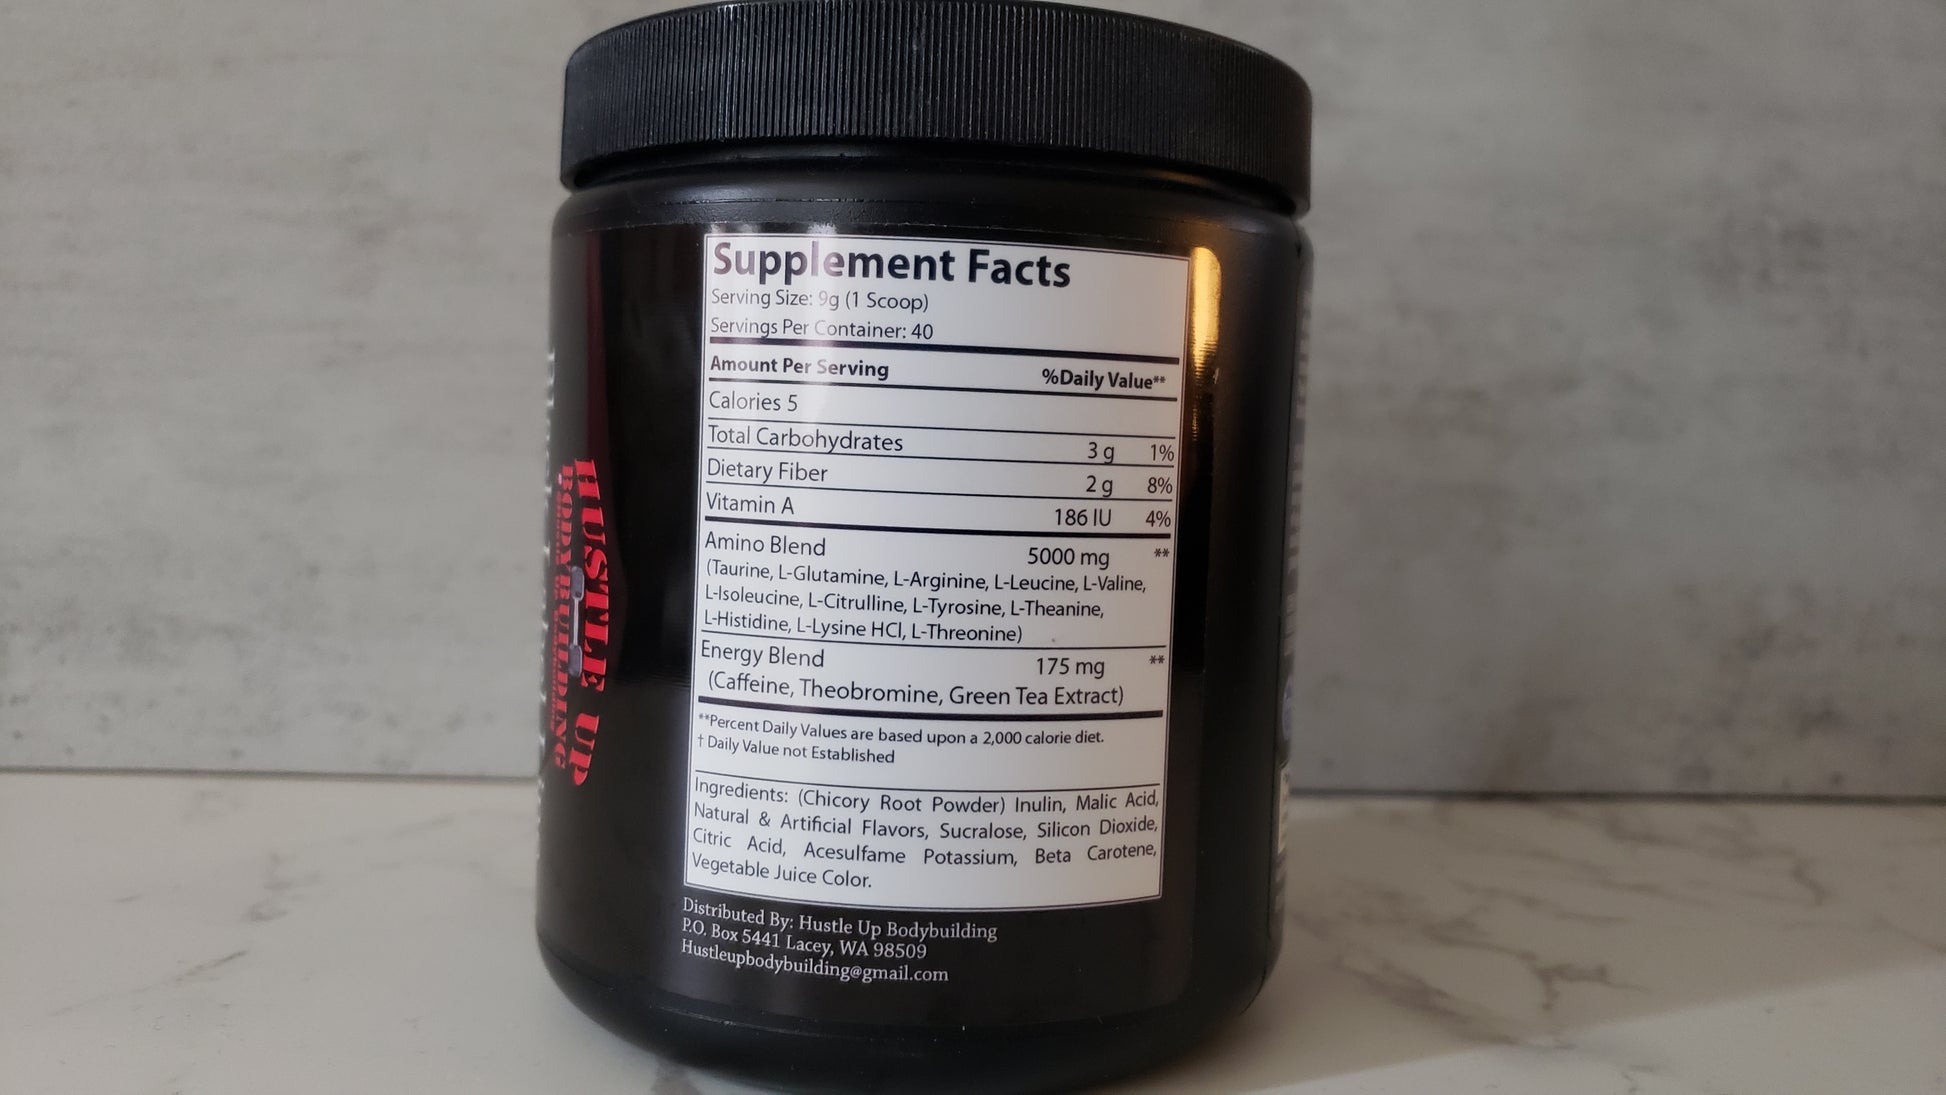 Supplement Facts
Serving Size: 9g (1 Scoop)
Servings Per Container: 40
Amount Per Serving %Daily Value**
Calories 5
Total Carbohydrates 3 g 1%
Dietary Fiber 2 g 8%
Vitamin A 186 IU 4%
Amino Blend 5000 mg **
(Taurine, L-Glutamine, L-Arginine, L-Leucine, L-Valine,
L-Isoleucine, L-Citrulline, L-Tyrosine, L-Theanine,
L-Histidine, L-Lysine HCl, L-Threonine)
Energy Blend 175 mg **
(Caffeine, Theobromine, Green Tea Extract)
**Percent Daily Values are based upon a 2,000 calorie diet.
† Daily Value not Established
Ingredients: (Chicory Root Powder) Inulin, Malic Acid,
Natural & Artificial Flavors, Sucralose, Silicon Dioxide,
Citric Acid, Acesulfame Potassium, Beta Carotene,
Vegetable Juice Color.
Distributed By: Hustle Up Bodybuilding
P.O. Box 5441 Lacey, WA 98509
Hustleupbodybuilding@gmail.com
HUSTLE UP
BODYBUILDING